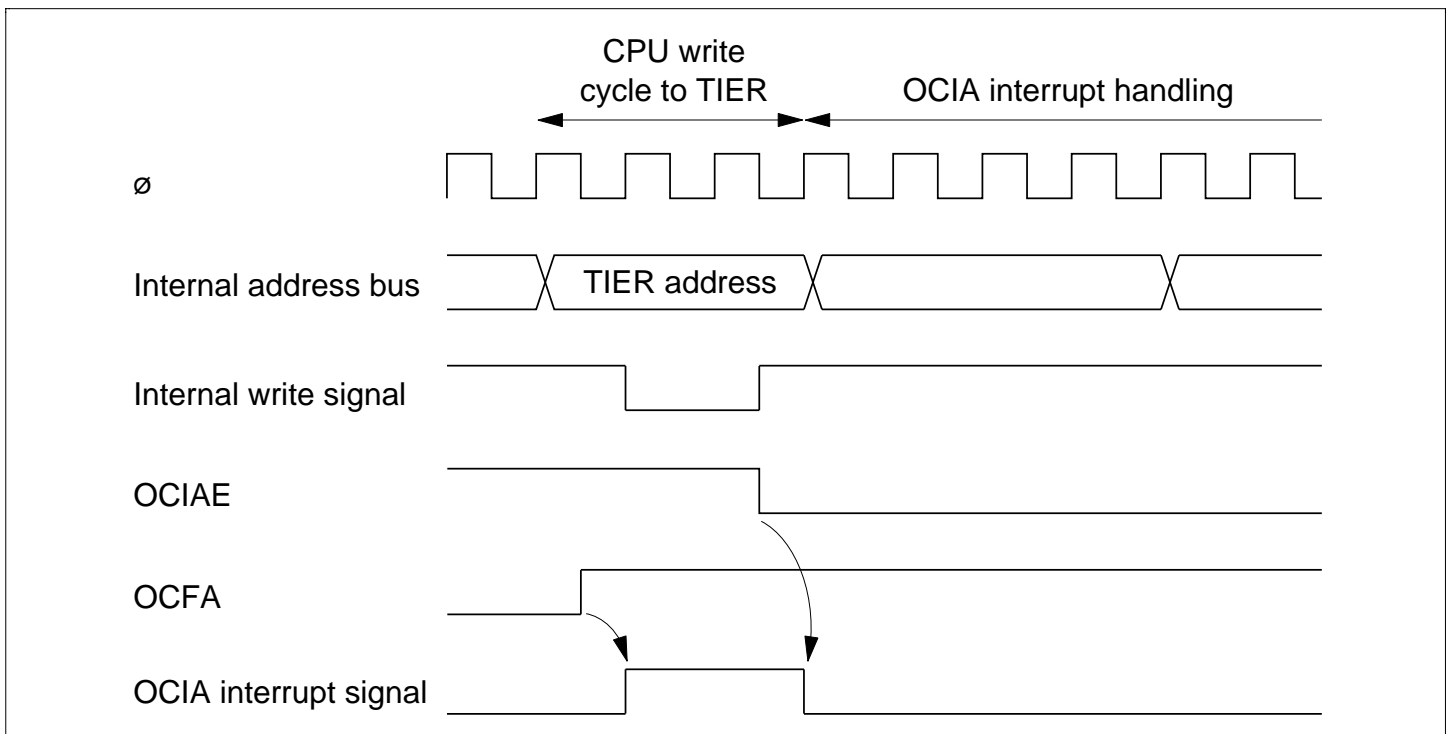 CPU write
cycle to TIER
OCIA interrupt handling
ø
Internal address bus
TIER address
Internal write signal
OCIAE
OCFA
OCIA interrupt signal